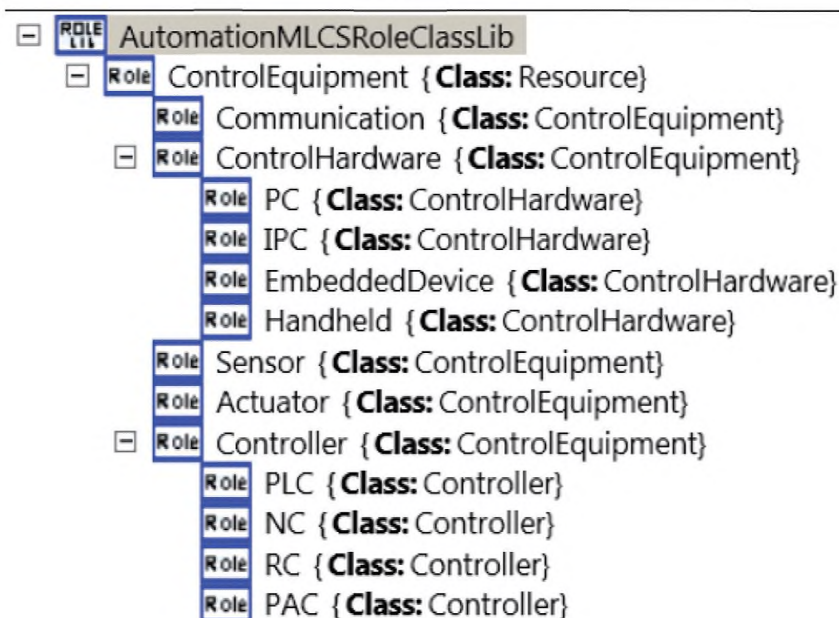 ROLE LIB AutomationMLCSRoleClassLib
Role ControlEquipment {Class: Resource}
Role Communication {Class: ControlEquipment}
Role ControlHardware {Class: ControlEquipment}
Role PC {Class: ControlHardware}
Role IPC {Class: ControlHardware}
Role EmbeddedDevice {Class: ControlHardware}
Role Handheld {Class: ControlHardware}
Role Sensor {Class: ControlEquipment}
Role Actuator {Class: ControlEquipment}
Role Controller {Class: ControlEquipment}
Role PLC {Class: Controller}
Role NC {Class: Controller}
Role RC {Class: Controller}
Role PAC {Class: Controller}